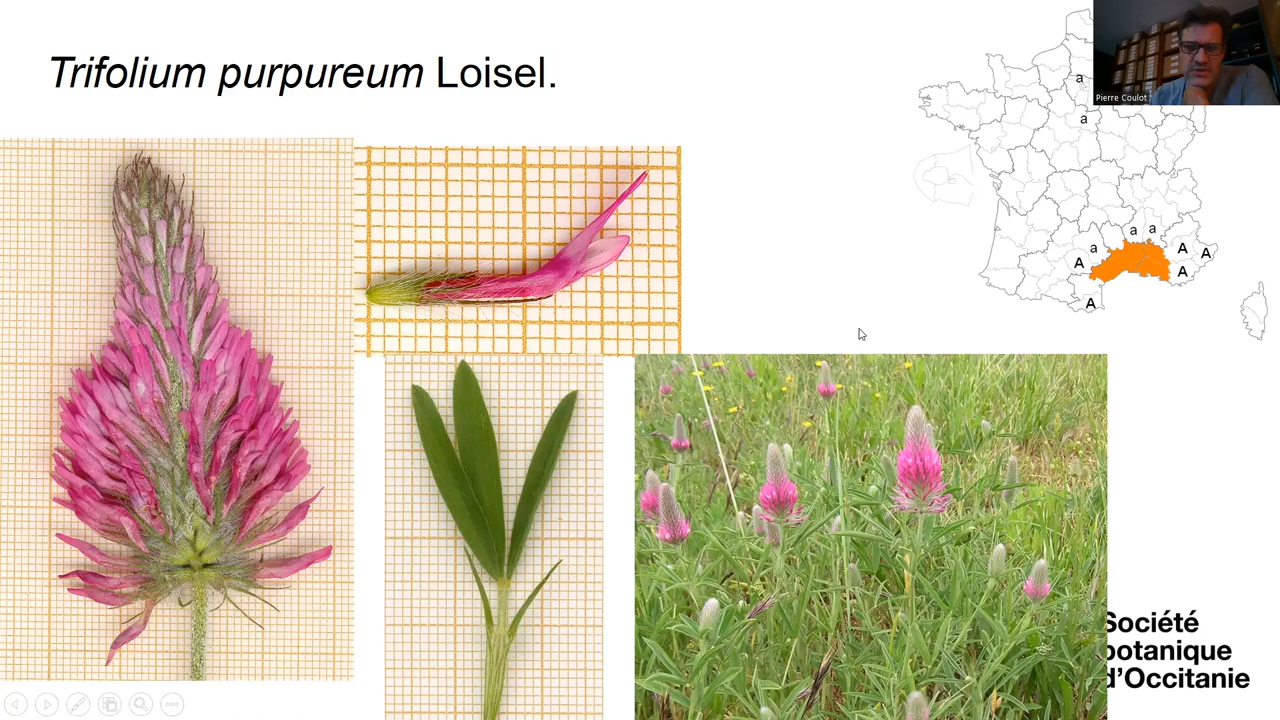 Trifolium purpureum Loisel.
Pierre Coulot
a
a
a
a
a
A
A
A
A
A
Société
botanique
d'Occitanie